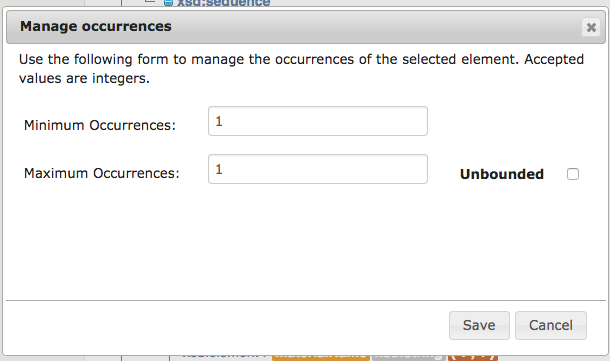 xsd:sequence
Manage occurrences
Use the following form to manage the occurrences of the selected element. Accepted
values are integers.
Minimum Occurrences: 1
Maximum Occurrences: 1 Unbounded
Save Cancel